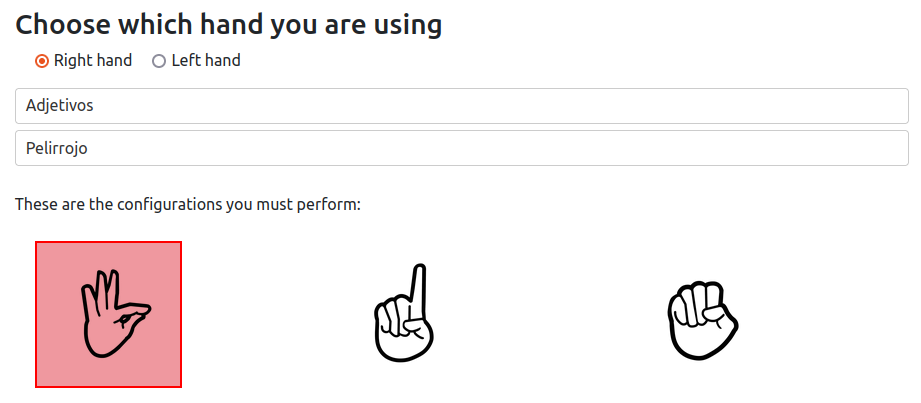 Choose which hand you are using
Right hand Left hand
Adjetivos
Pelirrojo
These are the configurations you must perform: